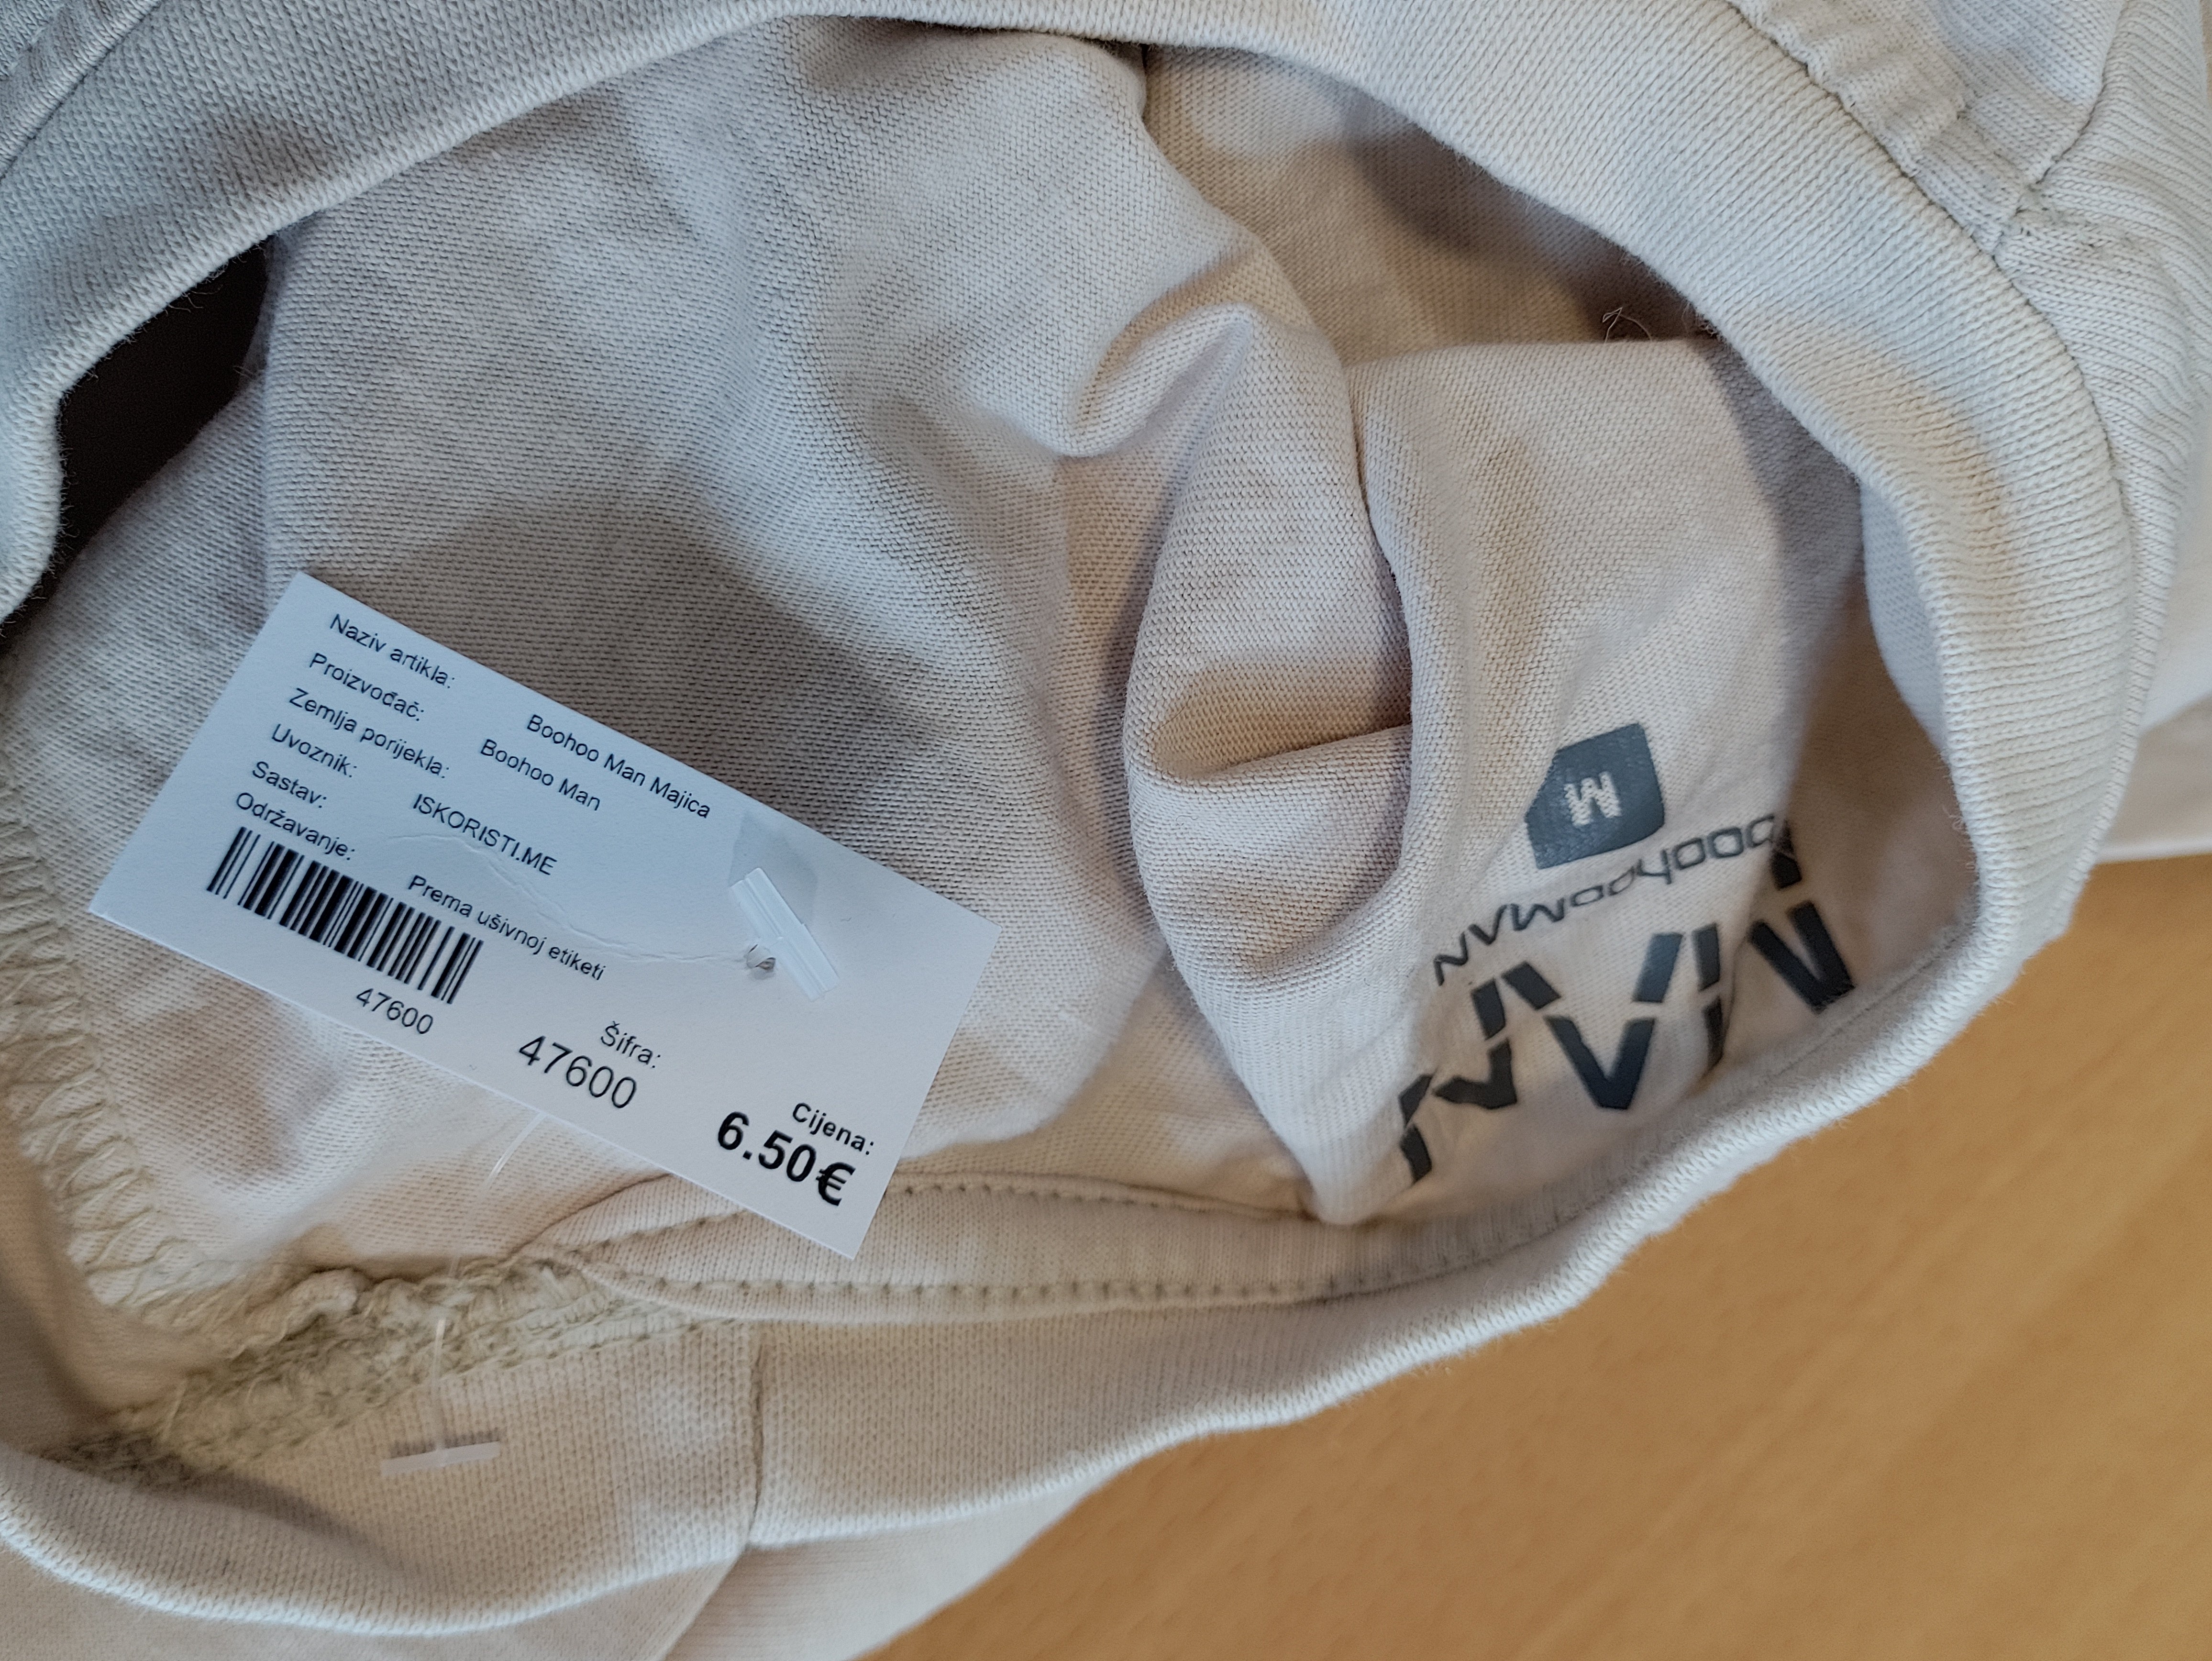 Naziv artikla:
Boohoo Man Majica
Proizvođač:
Boohoo Man
Zemlja porijekla:
Uvoznik:
ISKORISTI.ME
Sastav:
Održavanje:
Prema ušivnoj etiketi
47600
Šifra:
47600
Cijena:
6.50€
MAN
boohooMAN
M